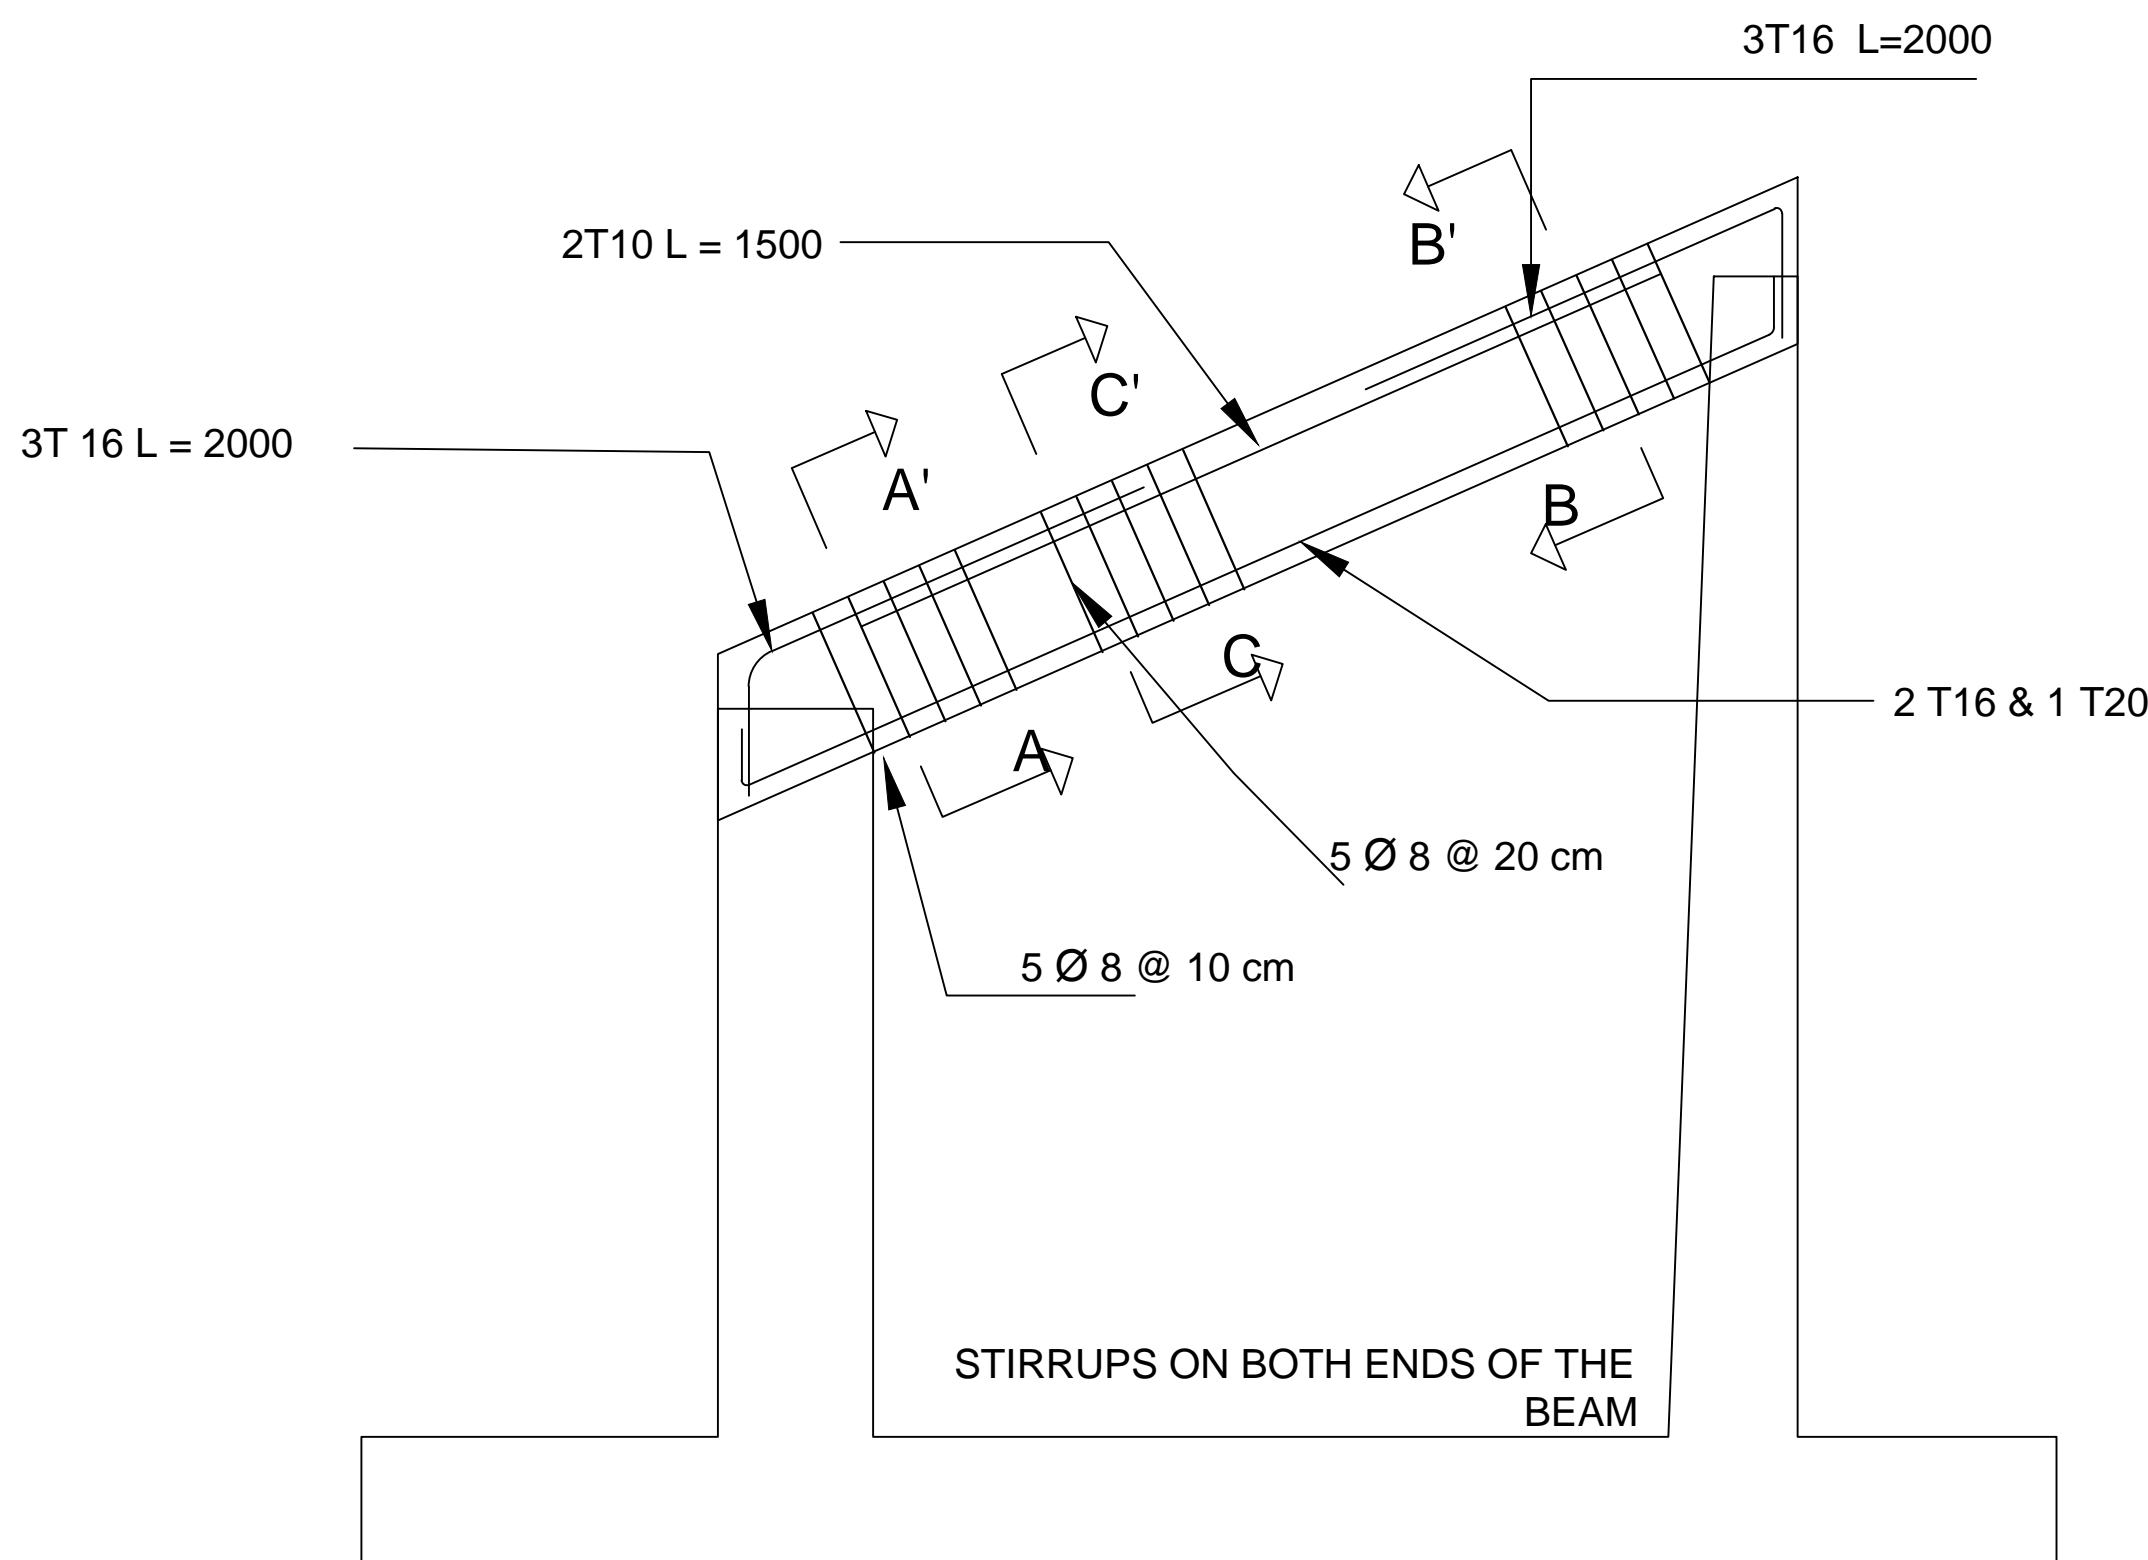 3T16  L=2000
B'
2T10 L = 1500
C'
3T 16 L = 2000
A'
B
C
2 T16 & 1 T20
A
5 Ø 8 @ 20 cm
5 Ø 8 @ 10 cm
STIRRUPS ON BOTH ENDS OF THE
BEAM